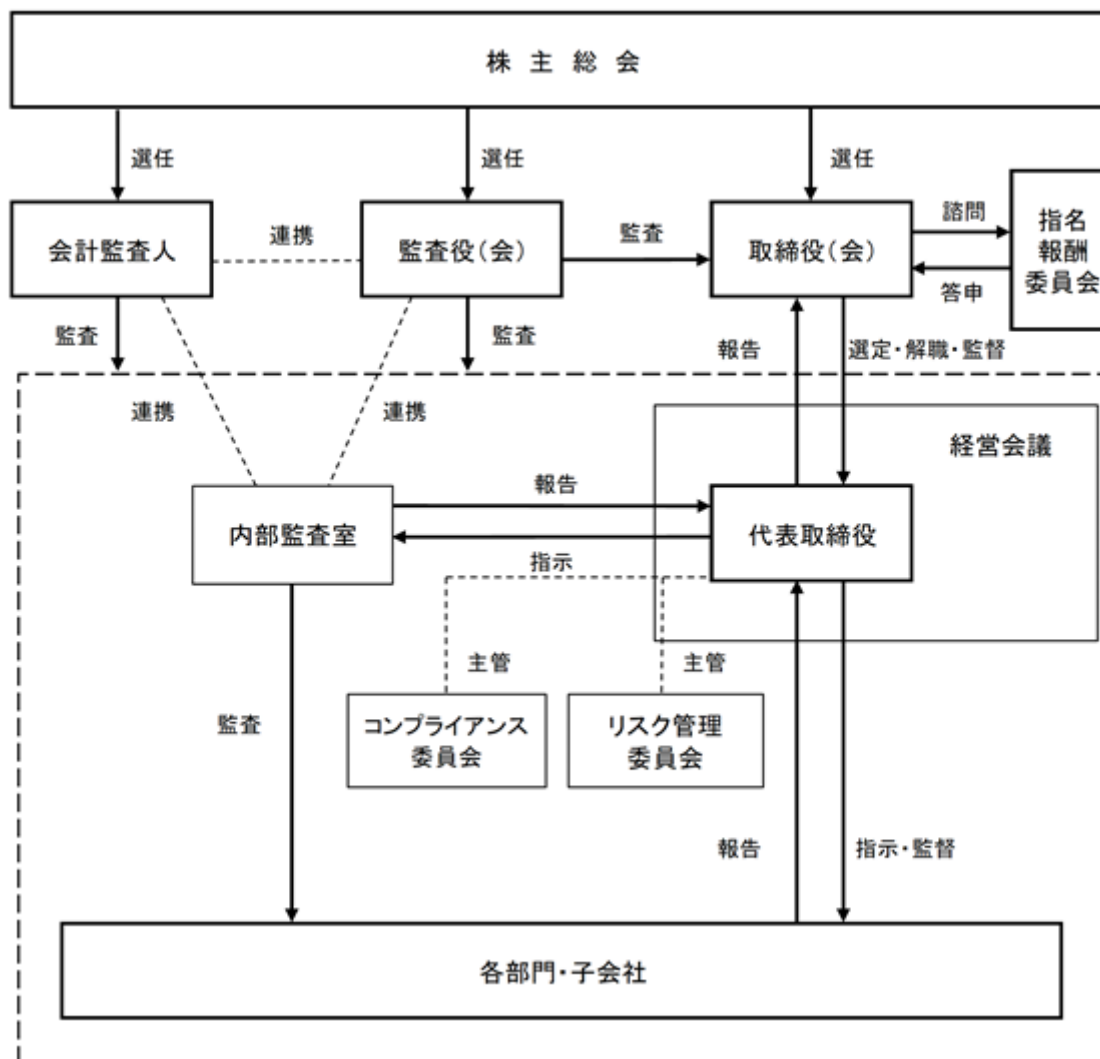 株主総会
選任
選任
選任
会計監査人
連携
監査役(会)
監査
取締役(会)
諮問
答申
指名
報酬
委員会
監査
監査
報告
選定・解職・監督
連携
連携
経営会議
内部監査室
報告
指示
代表取締役
主管
主管
監査
コンプライアンス
委員会
リスク管理
委員会
報告
指示・監督
各部門・子会社